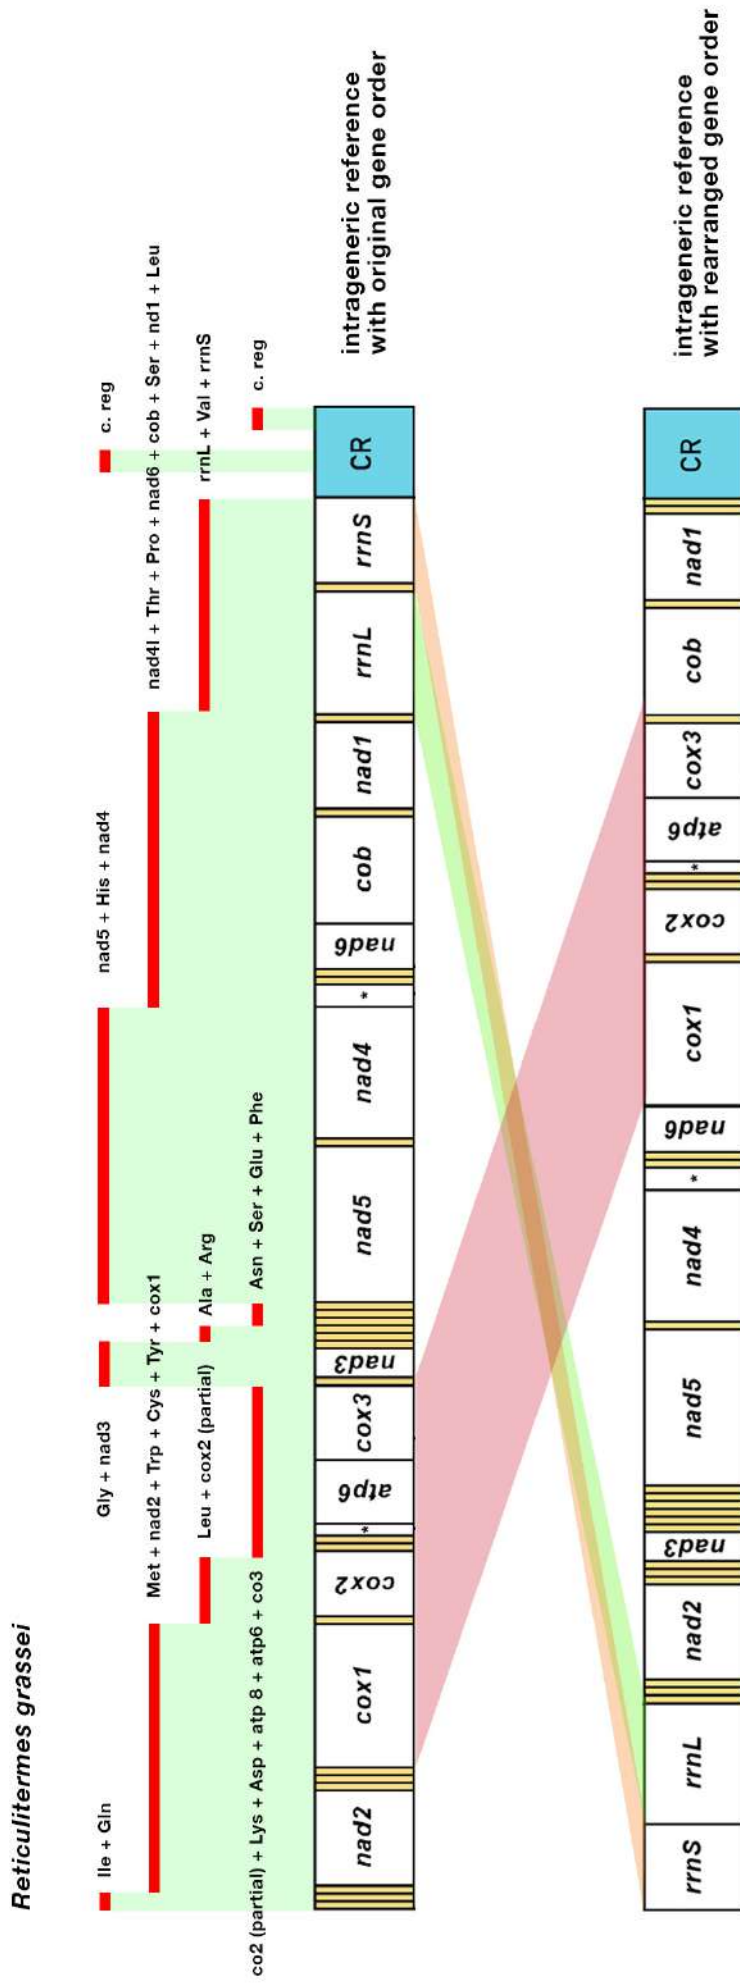 Reticulitermes grassei
Ile + Gln
Gly + nad3
nad5 + His + nad4
c. reg
Met + nad2 + Trp + Cys + Tyr + cox1
nad4l + Thr + Pro + nad6 + cob + Ser + nd1 + Leu
Leu + cox2 (partial)
Ala + Arg
rrnL + Val + rrnS
co2 (partial) + Lys + Asp + atp 8 + atp6 + co3
Asn + Ser + Glu + Phe
c. reg
nad2
cox1
cox2
*
atp6
cox3
nad3
nad5
nad4
*
nad6
cob
nad1
rrnL
rrnS
CR
intrageneric reference
with original gene order
rrnS
rrnL
nad2
nad3
nad5
nad4
*
nad6
cox1
cox2
*
atp6
cox3
cob
nad1
CR
intrageneric reference
with rearranged gene order